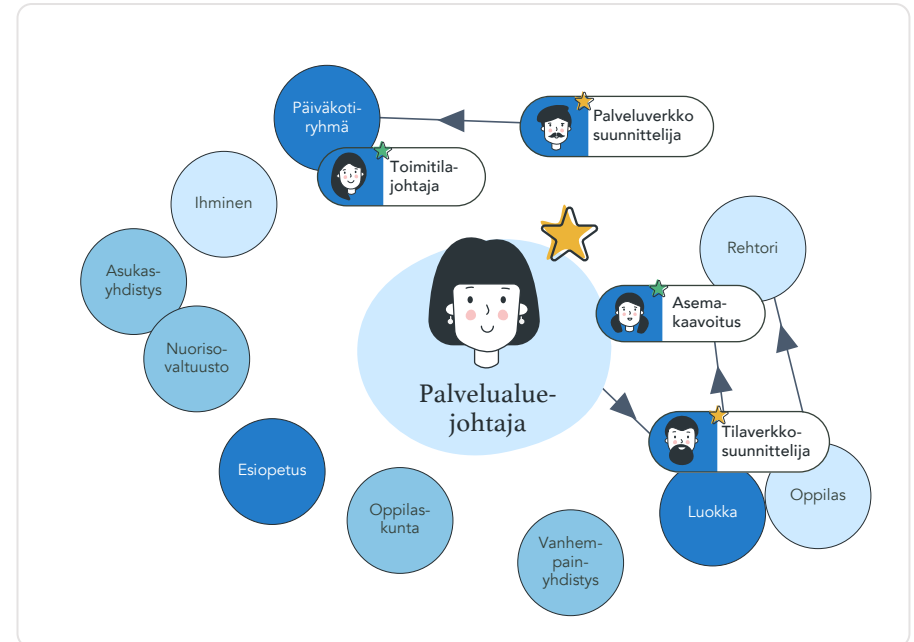 Päiväkoti-
ryhmä
Palveluverkko
suunnittelija
Toimitila-
johtaja
Ihminen
Rehtori
Asukas-
yhdistys
Asema-
kaavoitus
Nuoriso-
valtuusto
Palvelualue-
johtaja
Tilaverkko-
suunnittelija
Esiopetus
Oppilas
Oppilas-
kunta
Luokka
Vanhem-
pain-
yhdistys